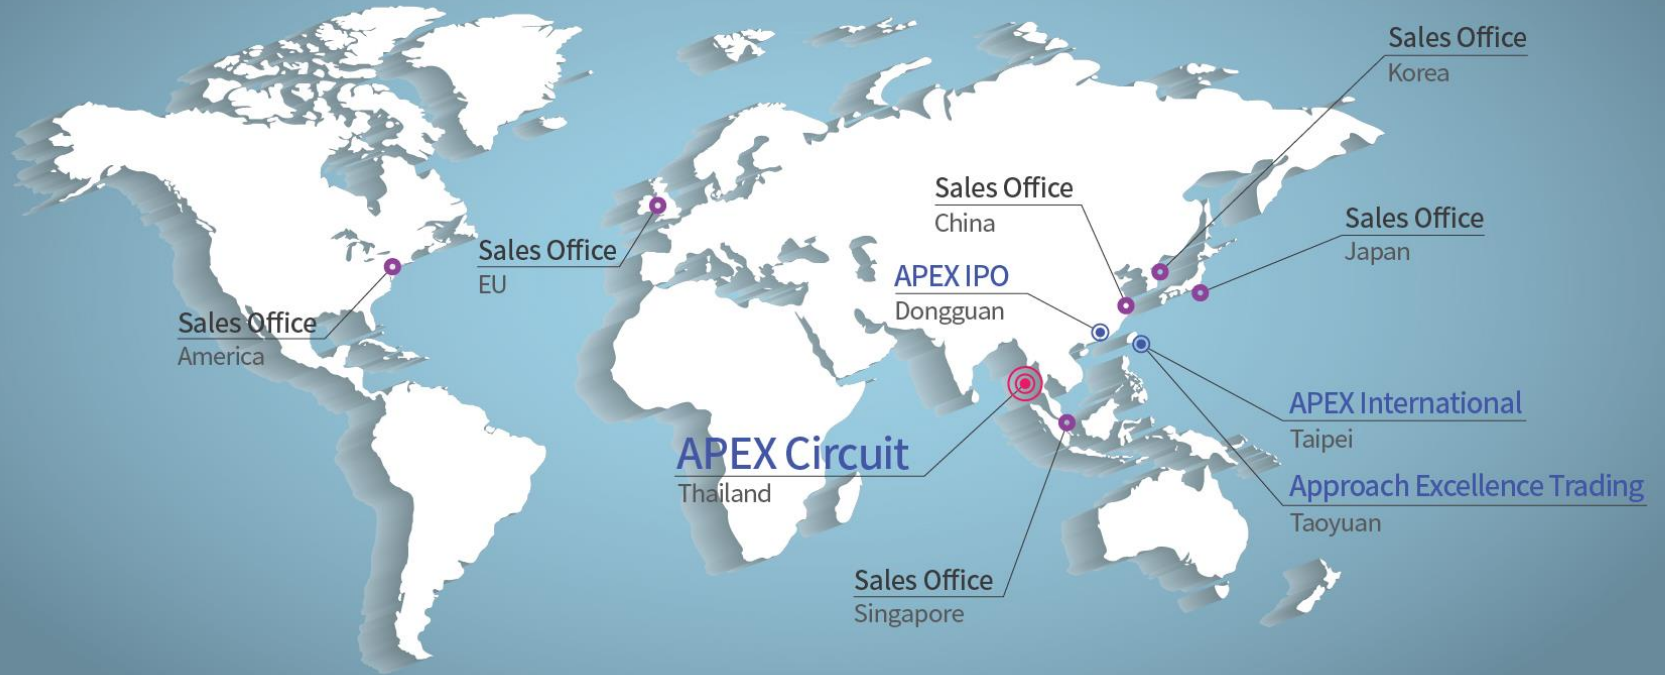 Sales Office
Korea
Sales Office
China
Sales Office
Japan
Sales Office
EU
APEX IPO
Dongguan
Sales Office
America
APEX International
Taipei
APEX Circuit
Thailand
Approach Excellence Trading
Taoyuan
Sales Office
Singapore